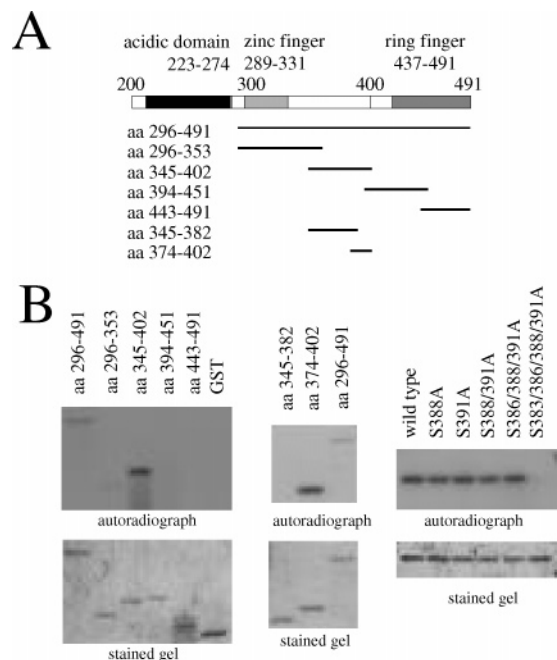 A
acidic domain zinc finger ring finger
223-274 289-331 437-491
200 300 400 491
aa 296-491
aa 296-353
aa 345-402
aa 394-451
aa 443-491
aa 345-382
aa 374-402
B
aa 296-491
aa 296-353
aa 345-402
aa 394-451
aa 443-491
GST
aa 345-382
aa 374-402
aa 296-491
wild type
S388A
S391A
S388/391A
S386/388/391A
S383/386/388/391A
autoradiograph
autoradiograph
autoradiograph
stained gel
stained gel
stained gel